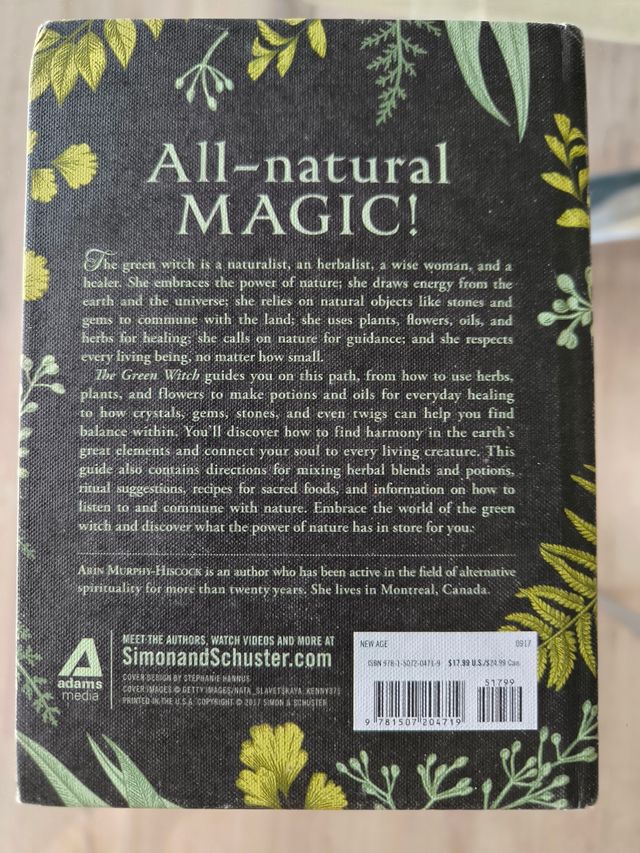 All-natural
MAGIC!
The green witch is a naturalist, an herbalist, a wise woman, and a
healer. She embraces the power of nature; she draws energy from the
earth and the universe; she relies on natural objects like stones and
gems to commune with the land; she uses plants, flowers, oils, and
herbs for healing; she calls on nature for guidance; and she respects
every living being, no matter how small.
The Green Witch guides you on this path, from how to use herbs,
plants, and flowers to make potions and oils for everyday healing
to how crystals, gems, stones, and even twigs can help you find
balance within. You'll discover how to find harmony in the earth's
great elements and connect your soul to every living creature. This
guide also contains directions for mixing herbal blends and potions,
ritual suggestions, recipes for sacred foods, and information on how to
listen to and commune with nature. Embrace the world of the green
witch and discover what the power of nature has in store for you.
Arin Murphy-Hiscock is an author who has been active in the field of alternative
spirituality for more than twenty years. She lives in Montreal, Canada.
A
adams
media
MEET THE AUTHORS, WATCH VIDEOS AND MORE AT
SimonandSchuster.com
COVER DESIGN BY STEPHANIE HANNUS
COVER IMAGES © GETTY IMAGES/NATA_SLAVETSKAYA, KENNY371
PRINTED IN THE U.S.A. COPYRIGHT © 2017 SIMON & SCHUSTER
NEW AGE 0917
ISBN 978-1-5072-0471-9 $17.99 U.S./$24.99 Can.
51799
9 781507 204719